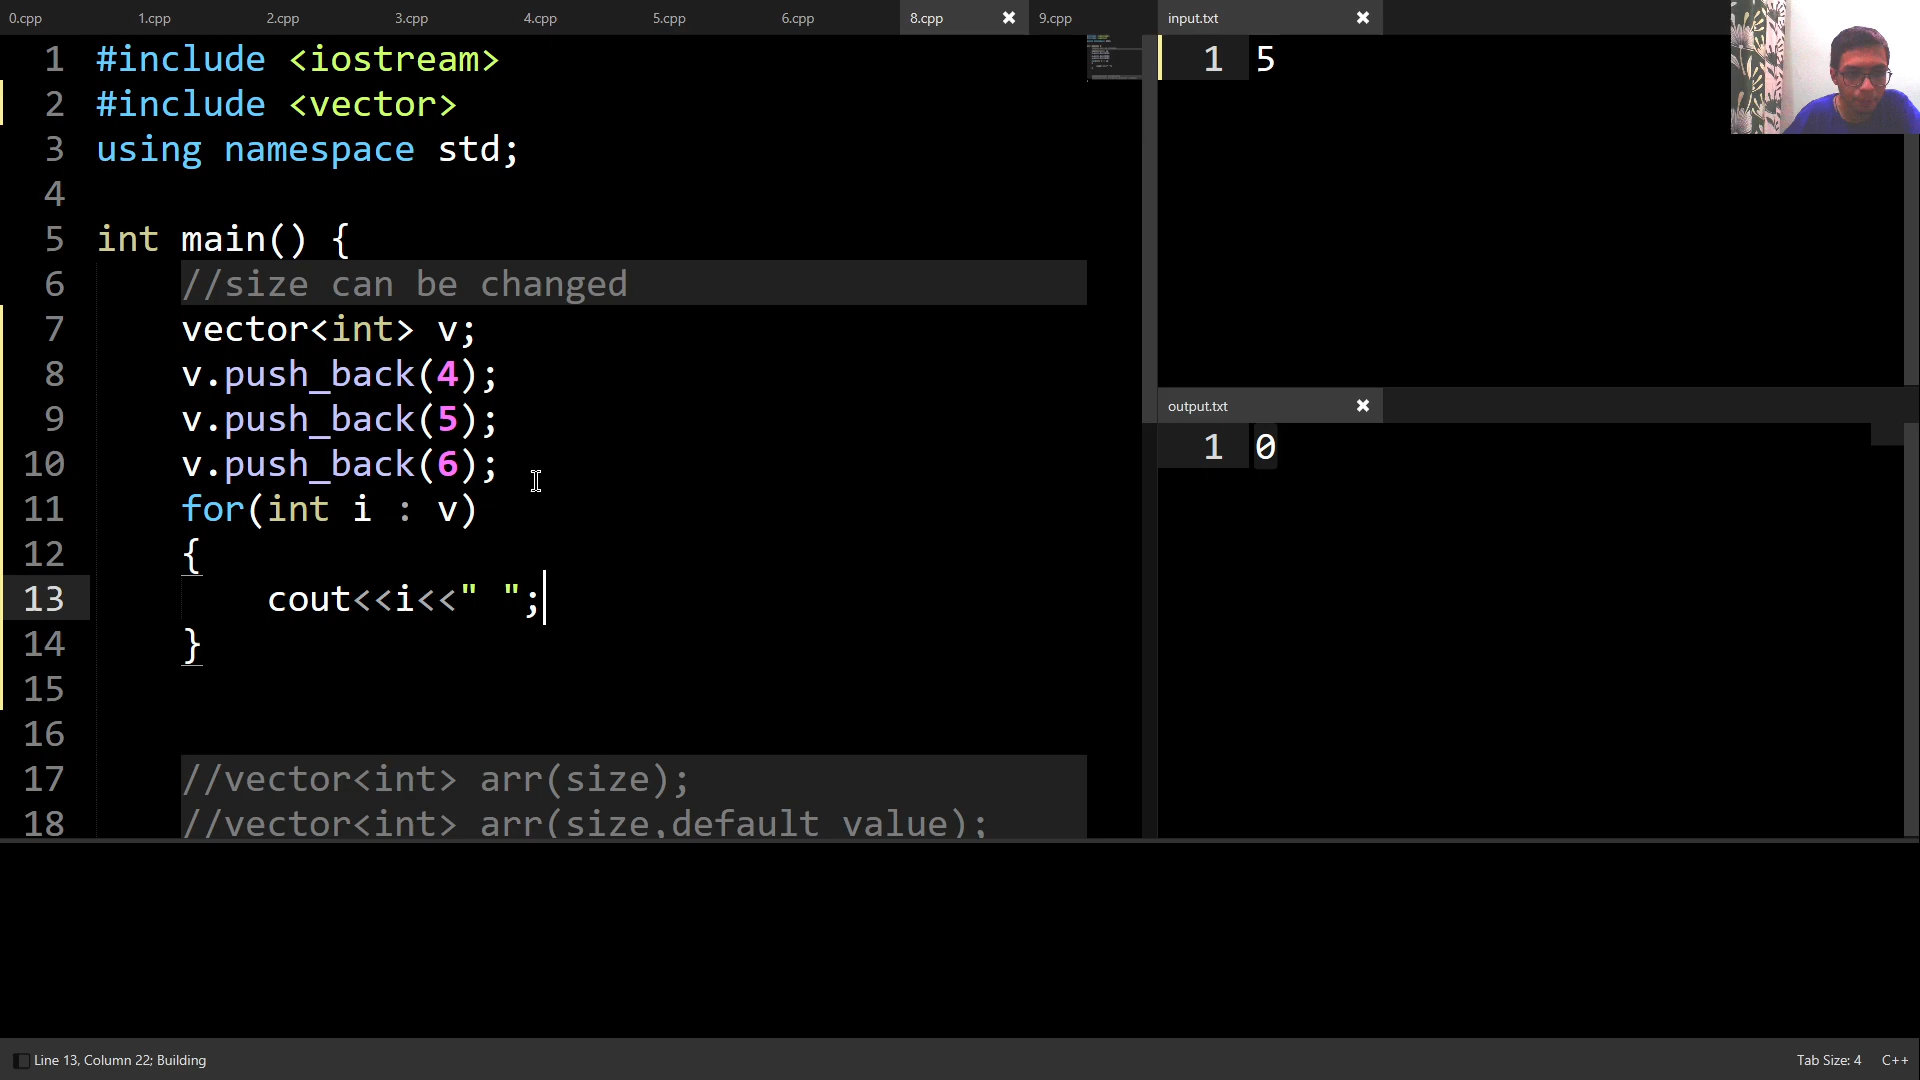 0.cpp 1.cpp 2.cpp 3.cpp 4.cpp 5.cpp 6.cpp 8.cpp ✖ 9.cpp
1 #include <iostream>
2 #include <vector>
3 using namespace std;
4
5 int main() {
6 //size can be changed
7 vector<int> v;
8 v.push_back(4);
9 v.push_back(5);
10 v.push_back(6);
11 for(int i : v)
12 {
13 cout<<i<<" ";
14 }
15
16
17 //vector<int> arr(size);
18 //vector<int> arr(size,default value);
input.txt ✖
1 5
output.txt ✖
1 0
Line 13, Column 22; Building
Tab Size: 4 C++